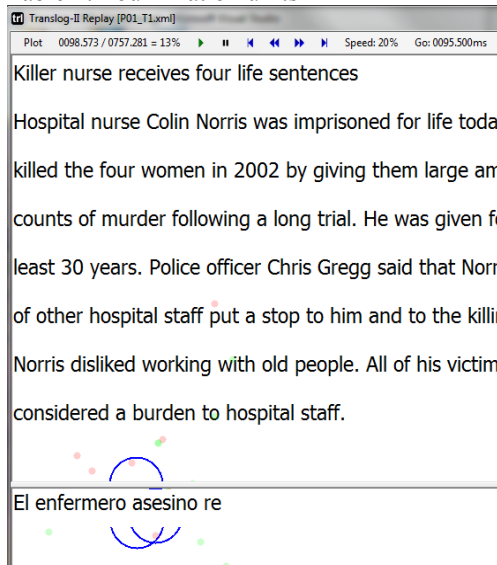 Translog-II Replay [P01_T1.xml]
Plot 0098.573 / 0757.281 = 13% Speed: 20% Go: 0095.500ms
Killer nurse receives four life sentences
Hospital nurse Colin Norris was imprisoned for life toda
killed the four women in 2002 by giving them large am
counts of murder following a long trial. He was given f
least 30 years. Police officer Chris Gregg said that Norr
of other hospital staff put a stop to him and to the killin
Norris disliked working with old people. All of his victim
considered a burden to hospital staff.
El enfermero asesino re